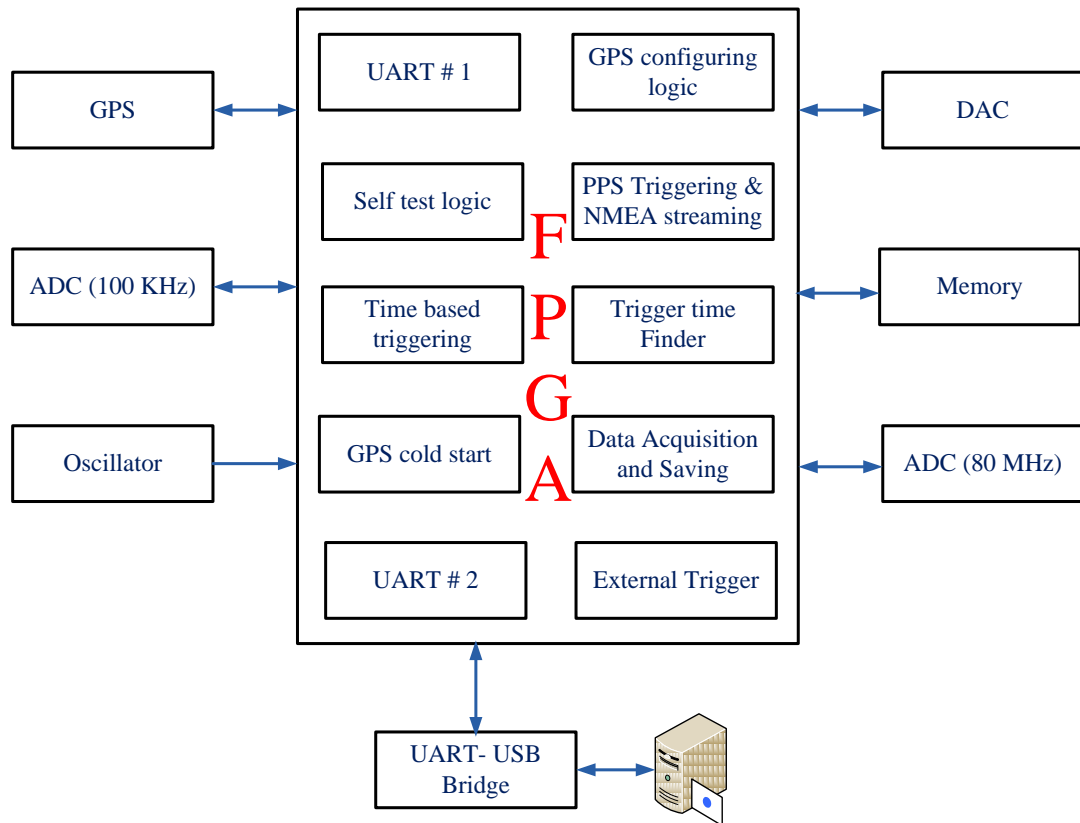 UART # 1
GPS configuring
logic
GPS
DAC
Self test logic
PPS Triggering &
NMEA streaming
F
ADC (100 KHz)
Time based
triggering
P
Trigger time
Finder
Memory
G
Oscillator
GPS cold start
A
Data Acquisition
and Saving
ADC (80 MHz)
UART # 2
External Trigger
UART- USB
Bridge